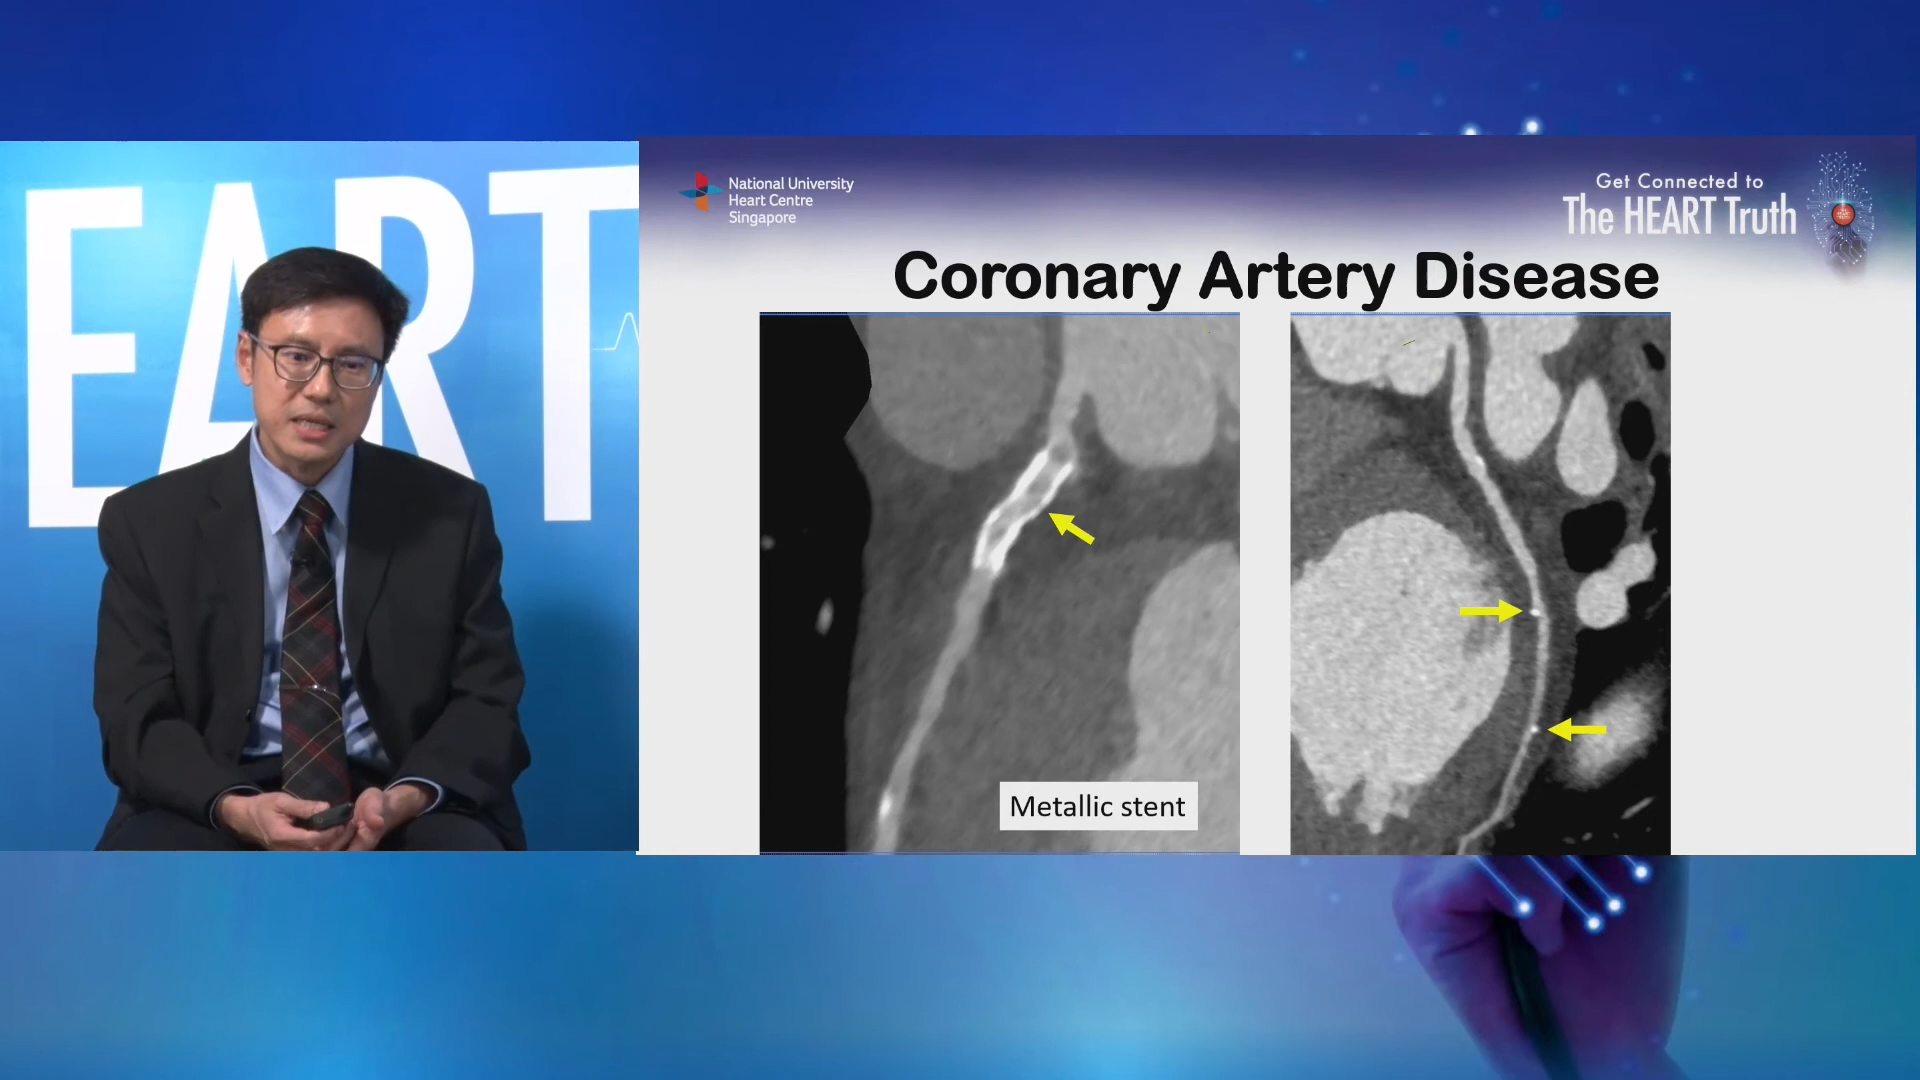 EART
National University
Heart Centre
Singapore
Get Connected to
The HEART Truth
Coronary Artery Disease
Metallic stent